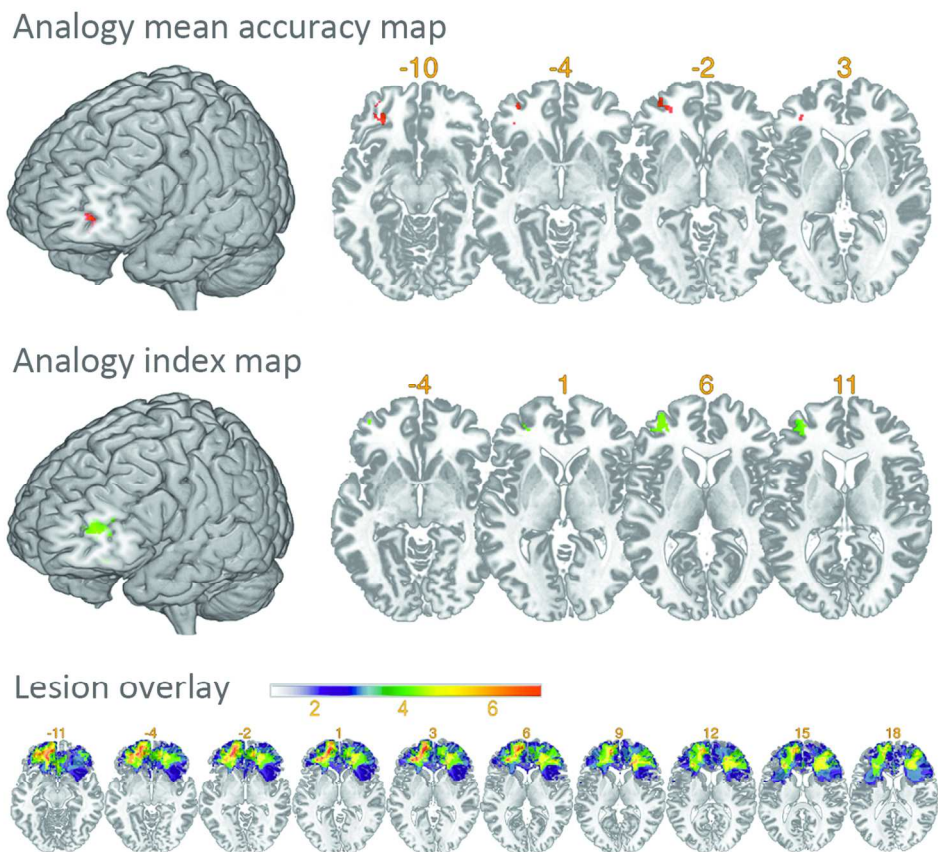 Analogy mean accuracy map
-10 -4 -2 3
Analogy index map
-4 1 6 11
Lesion overlay
2 4 6
-11 -4 -2 1 3 6 9 12 15 18